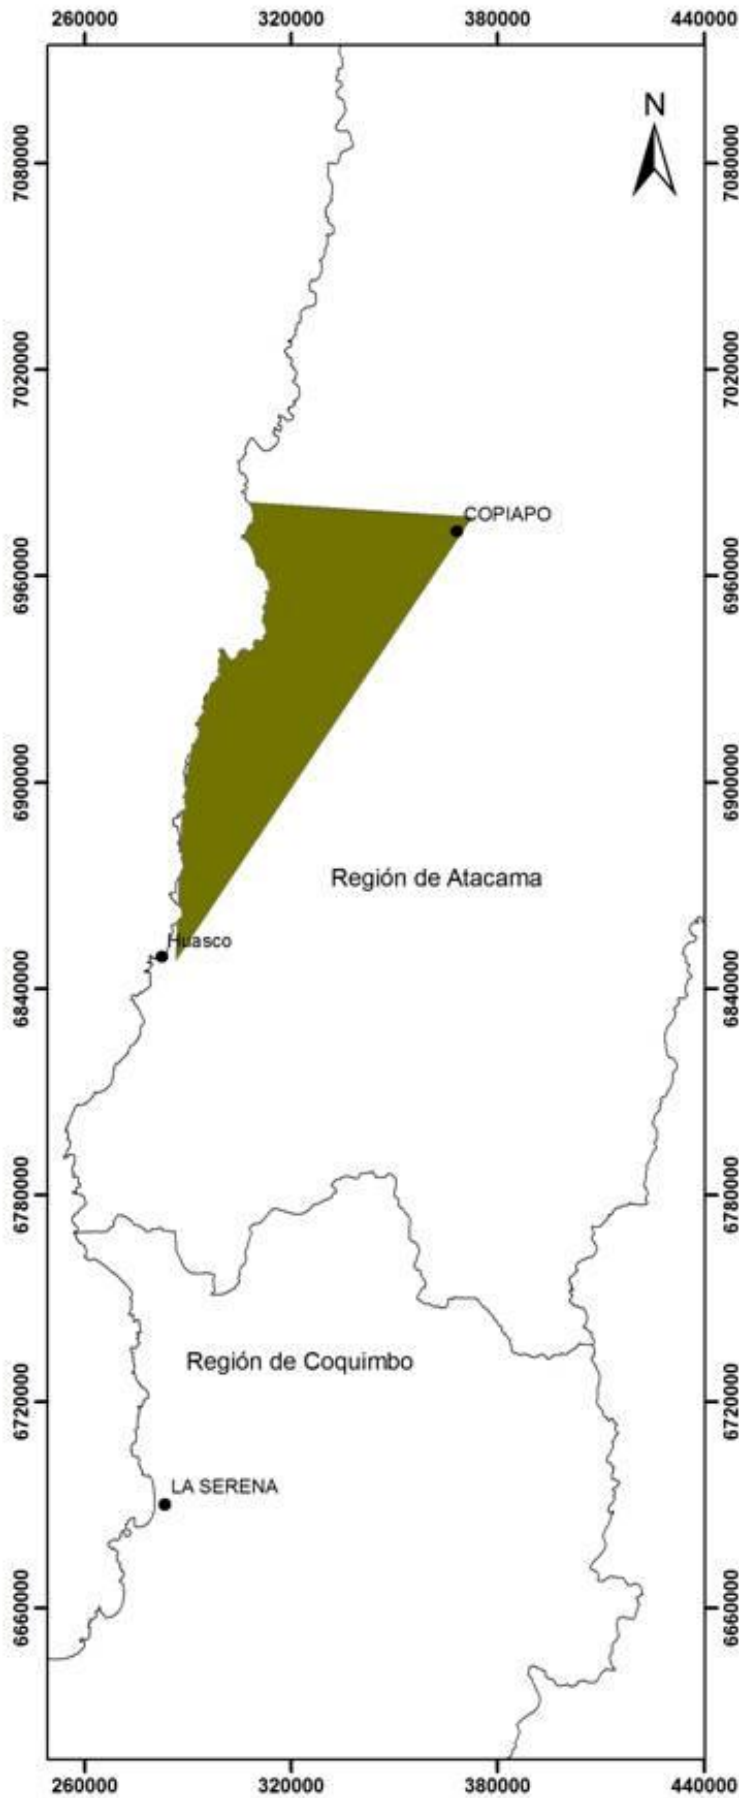 260000 320000 380000 440000
N
7080000 7080000
7020000 7020000
COPIAPO
6960000 6960000
6900000 6900000
Región de Atacama
Huasco
6840000 6840000
6780000 6780000
Región de Coquimbo
6720000 6720000
LA SERENA
6660000 6660000
260000 320000 380000 440000